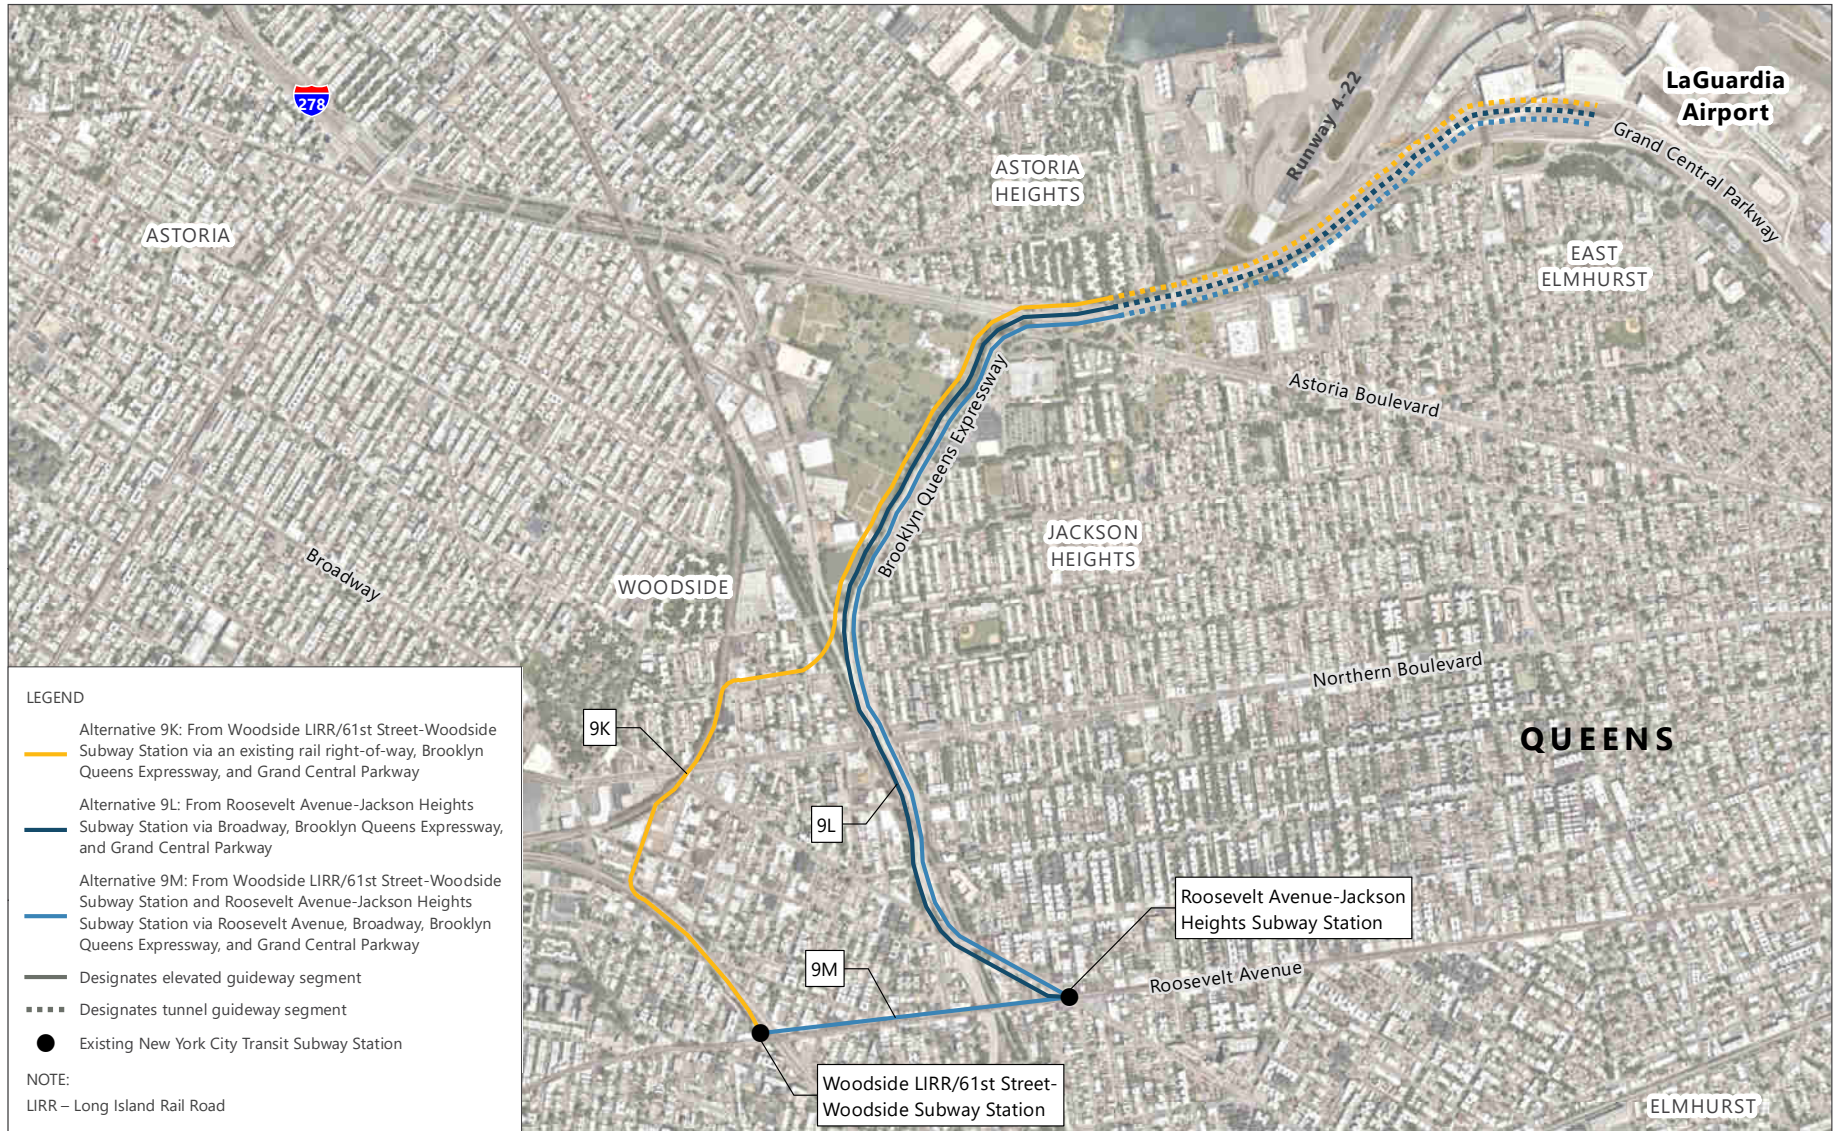 278
LaGuardia
Airport
Runway 4-22
Grand Central Parkway
ASTORIA
HEIGHTS
ASTORIA
EAST
ELMHURST
Brooklyn Queens Expressway
Astoria Boulevard
JACKSON
HEIGHTS
Broadway
WOODSIDE
Northern Boulevard
QUEENS
9K
9L
9M
Roosevelt Avenue-Jackson
Heights Subway Station
Roosevelt Avenue
Woodside LIRR/61st Street-
Woodside Subway Station
ELMHURST
LEGEND
Alternative 9K: From Woodside LIRR/61st Street-Woodside
Subway Station via an existing rail right-of-way, Brooklyn
Queens Expressway, and Grand Central Parkway
Alternative 9L: From Roosevelt Avenue-Jackson Heights
Subway Station via Broadway, Brooklyn Queens Expressway,
and Grand Central Parkway
Alternative 9M: From Woodside LIRR/61st Street-Woodside
Subway Station and Roosevelt Avenue-Jackson Heights
Subway Station via Roosevelt Avenue, Broadway, Brooklyn
Queens Expressway, and Grand Central Parkway
Designates elevated guideway segment
Designates tunnel guideway segment
Existing New York City Transit Subway Station
NOTE:
LIRR – Long Island Rail Road